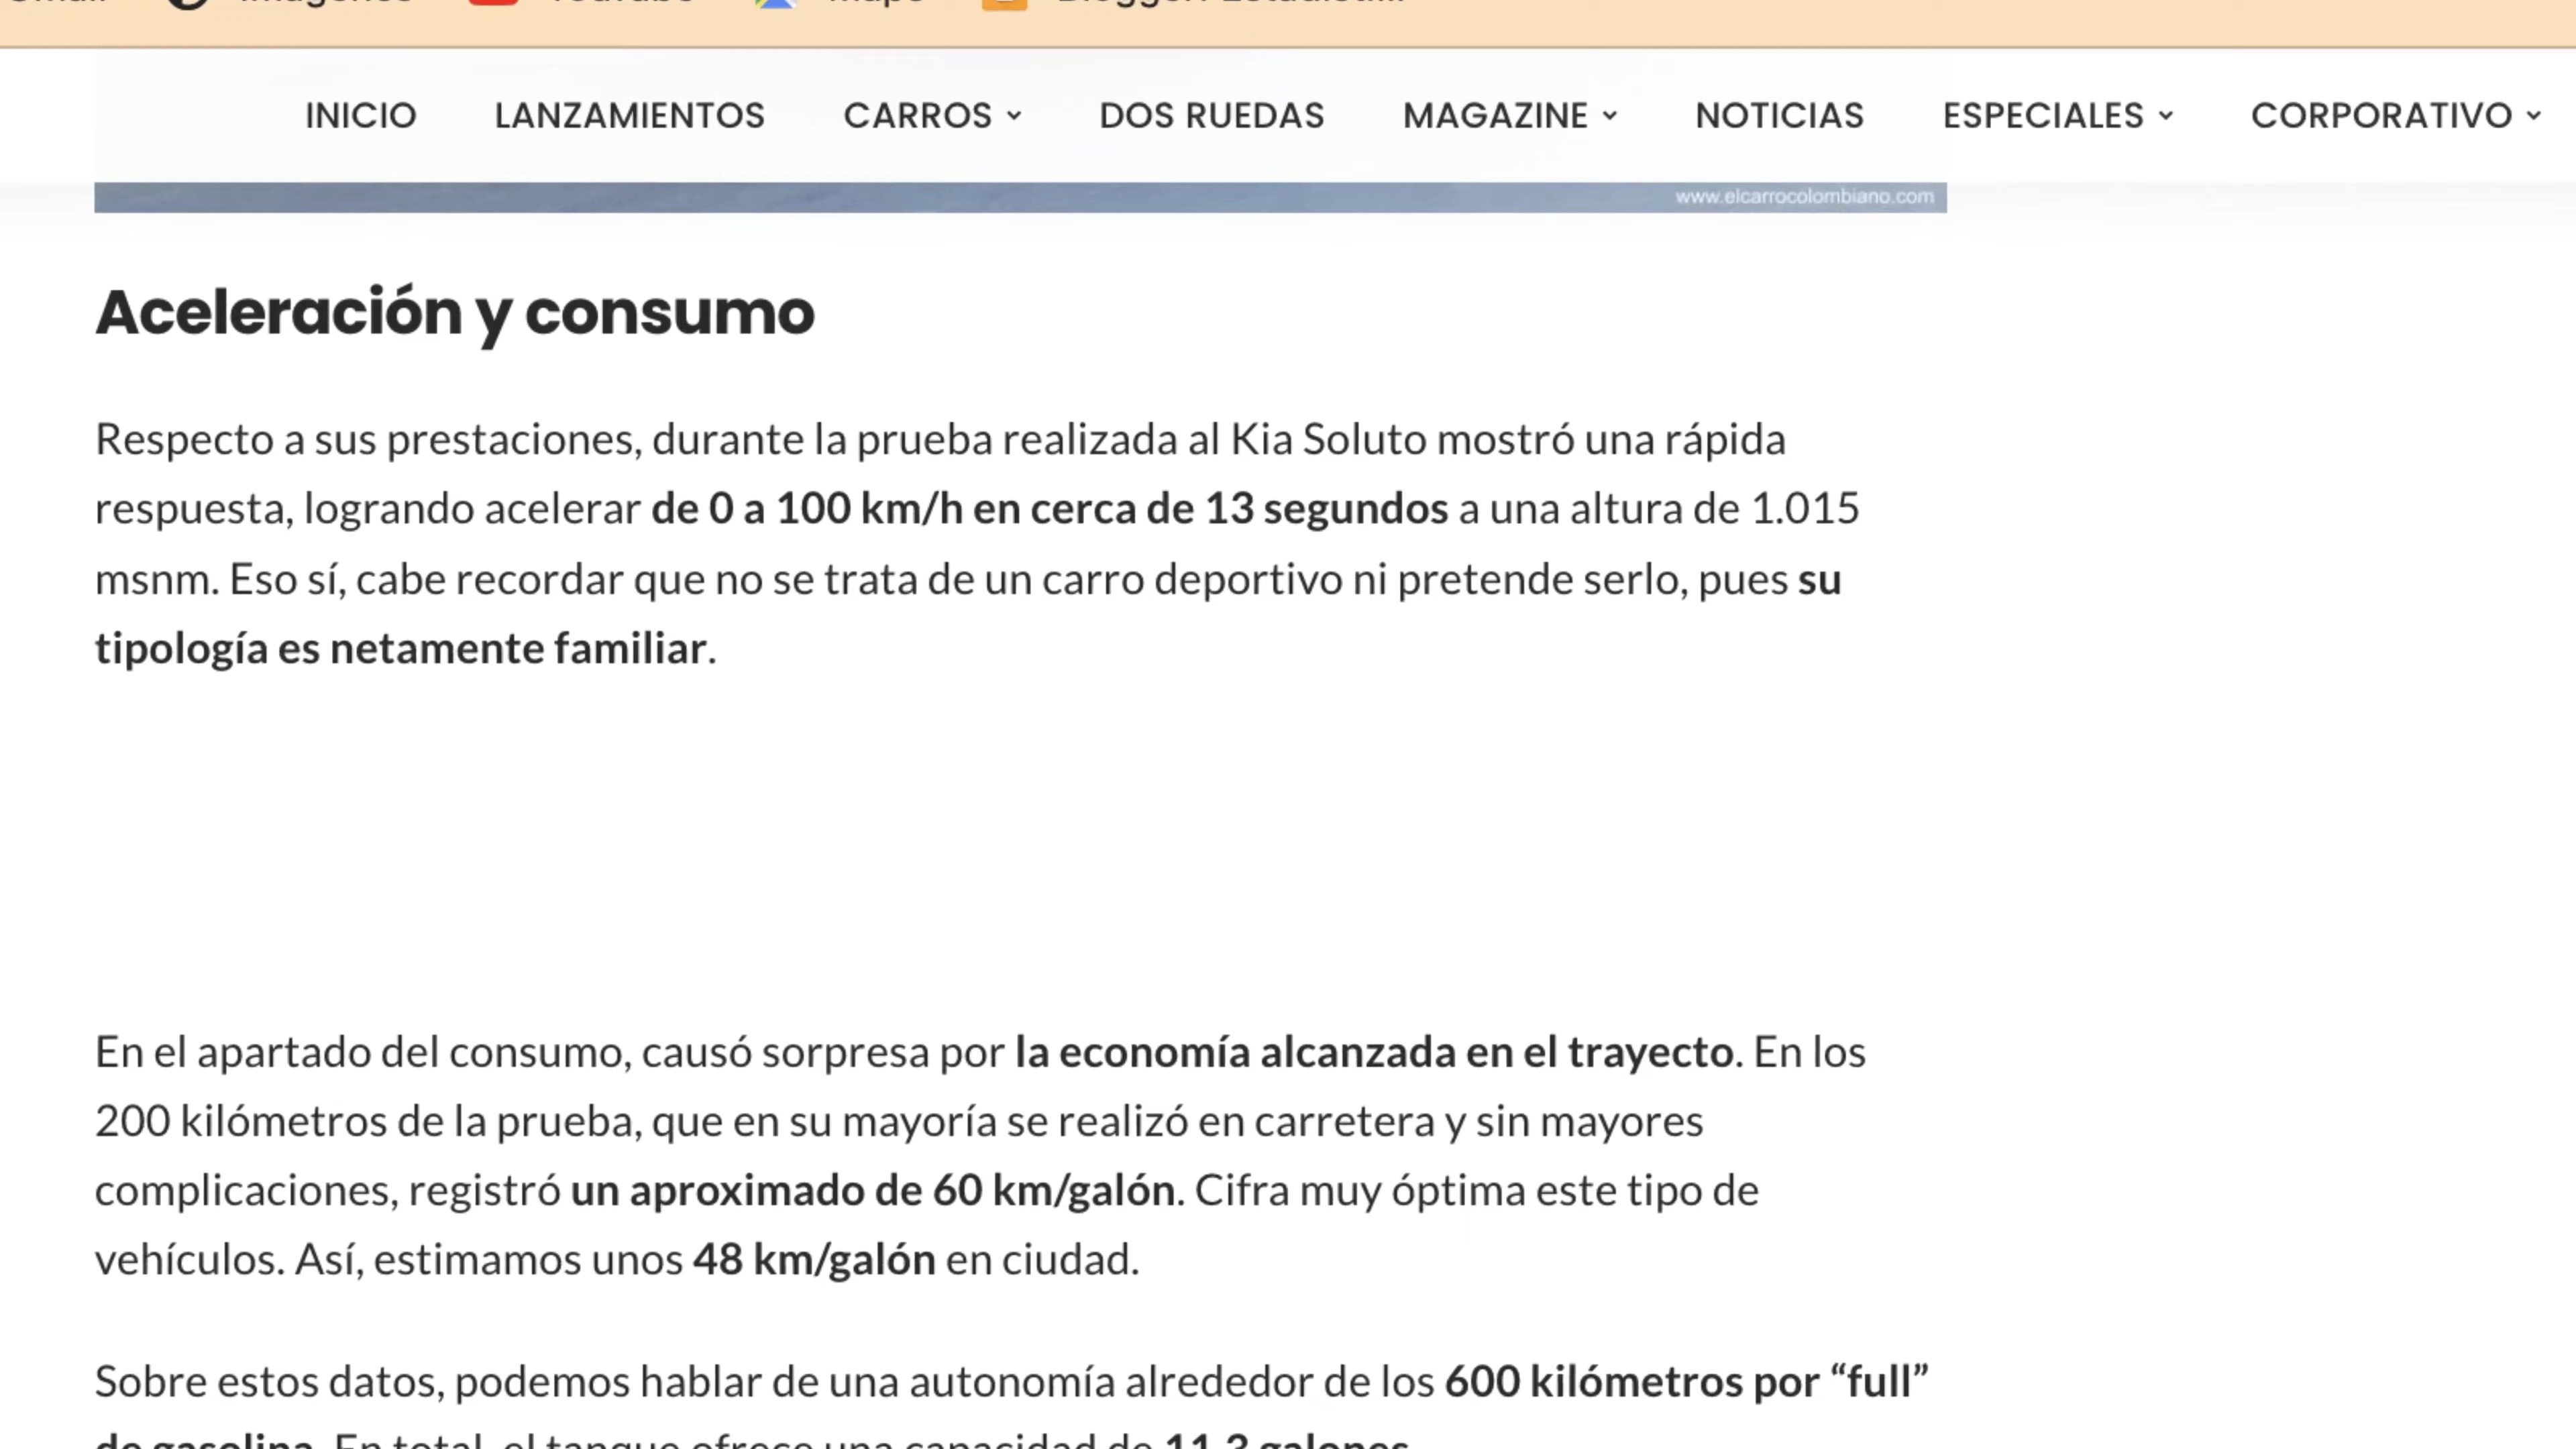 INICIO LANZAMIENTOS CARROS DOS RUEDAS MAGAZINE NOTICIAS ESPECIALES CORPORATIVO
www.elcarrocolombiano.com
Aceleración y consumo
Respecto a sus prestaciones, durante la prueba realizada al Kia Soluto mostró una rápida
respuesta, logrando acelerar de 0 a 100 km/h en cerca de 13 segundos a una altura de 1.015
msnm. Eso sí, cabe recordar que no se trata de un carro deportivo ni pretende serlo, pues su
tipología es netamente familiar.
En el apartado del consumo, causó sorpresa por la economía alcanzada en el trayecto. En los
200 kilómetros de la prueba, que en su mayoría se realizó en carretera y sin mayores
complicaciones, registró un aproximado de 60 km/galón. Cifra muy óptima este tipo de
vehículos. Así, estimamos unos 48 km/galón en ciudad.
Sobre estos datos, podemos hablar de una autonomía alrededor de los 600 kilómetros por “full”
de gasolina. En total, el tanque ofrece una capacidad de 11,3 galones.